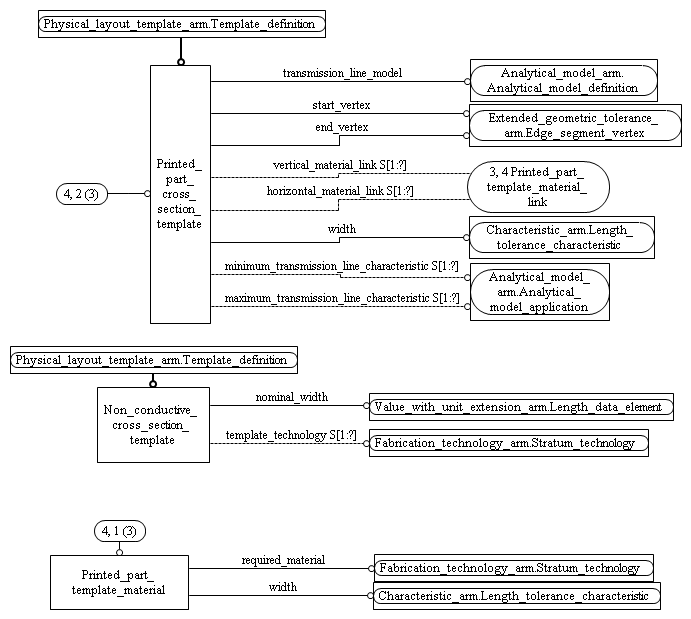 Physical_layout_template_arm.Template_definition
transmission_line_model
Analytical_model_arm.
Analytical_model_definition
start_vertex
Extended_geometric_tolerance_
arm.Edge_segment_vertex
end_vertex
Printed_
part_
cross_
section_
template
vertical_material_link S[1:?]
3, 4 Printed_part_
template_material_
link
4, 2 (3)
horizontal_material_link S[1:?]
width
Characteristic_arm.Length_
tolerance_characteristic
minimum_transmission_line_characteristic S[1:?]
Analytical_model_
arm.Analytical_
model_application
maximum_transmission_line_characteristic S[1:?]
Physical_layout_template_arm.Template_definition
Non_conductive_
cross_section_
template
nominal_width
Value_with_unit_extension_arm.Length_data_element
template_technology S[1:?]
Fabrication_technology_arm.Stratum_technology
4, 1 (3)
Printed_part_
template_material
required_material
Fabrication_technology_arm.Stratum_technology
width
Characteristic_arm.Length_tolerance_characteristic